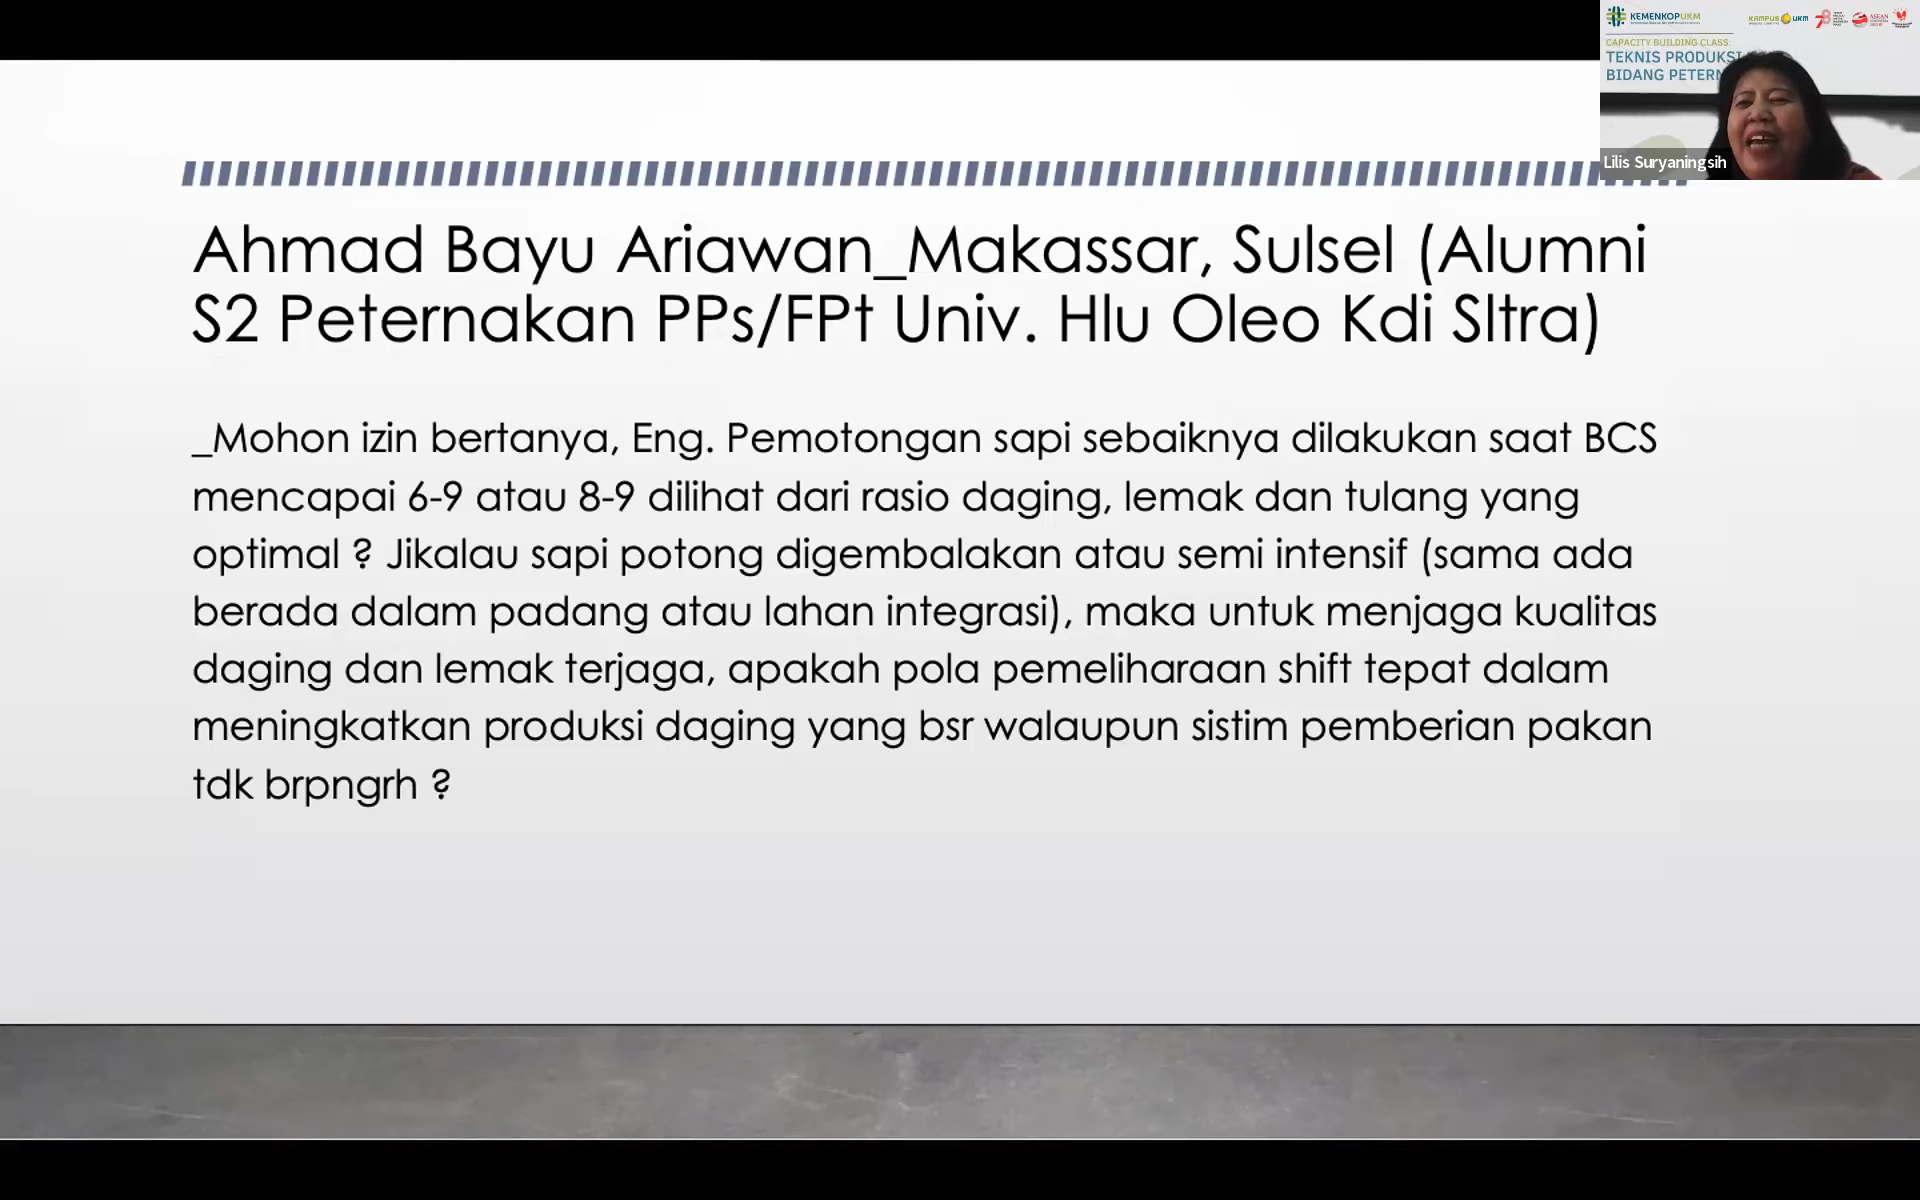 KEMENKOPUKM
KAMPUS UKM
78
ASEAN
CAPACITY BUILDING CLASS:
TEKNIS PRODUKSI
BIDANG PETERN
Lilis Suryaningsih
Ahmad Bayu Ariawan_Makassar, Sulsel (Alumni
S2 Peternakan PPs/FPt Univ. Hlu Oleo Kdi Sltra)
_Mohon izin bertanya, Eng. Pemotongan sapi sebaiknya dilakukan saat BCS
mencapai 6-9 atau 8-9 dilihat dari rasio daging, lemak dan tulang yang
optimal ? Jikalau sapi potong digembalakan atau semi intensif (sama ada
berada dalam padang atau lahan integrasi), maka untuk menjaga kualitas
daging dan lemak terjaga, apakah pola pemeliharaan shift tepat dalam
meningkatkan produksi daging yang bsr walaupun sistim pemberian pakan
tdk brpngrh ?